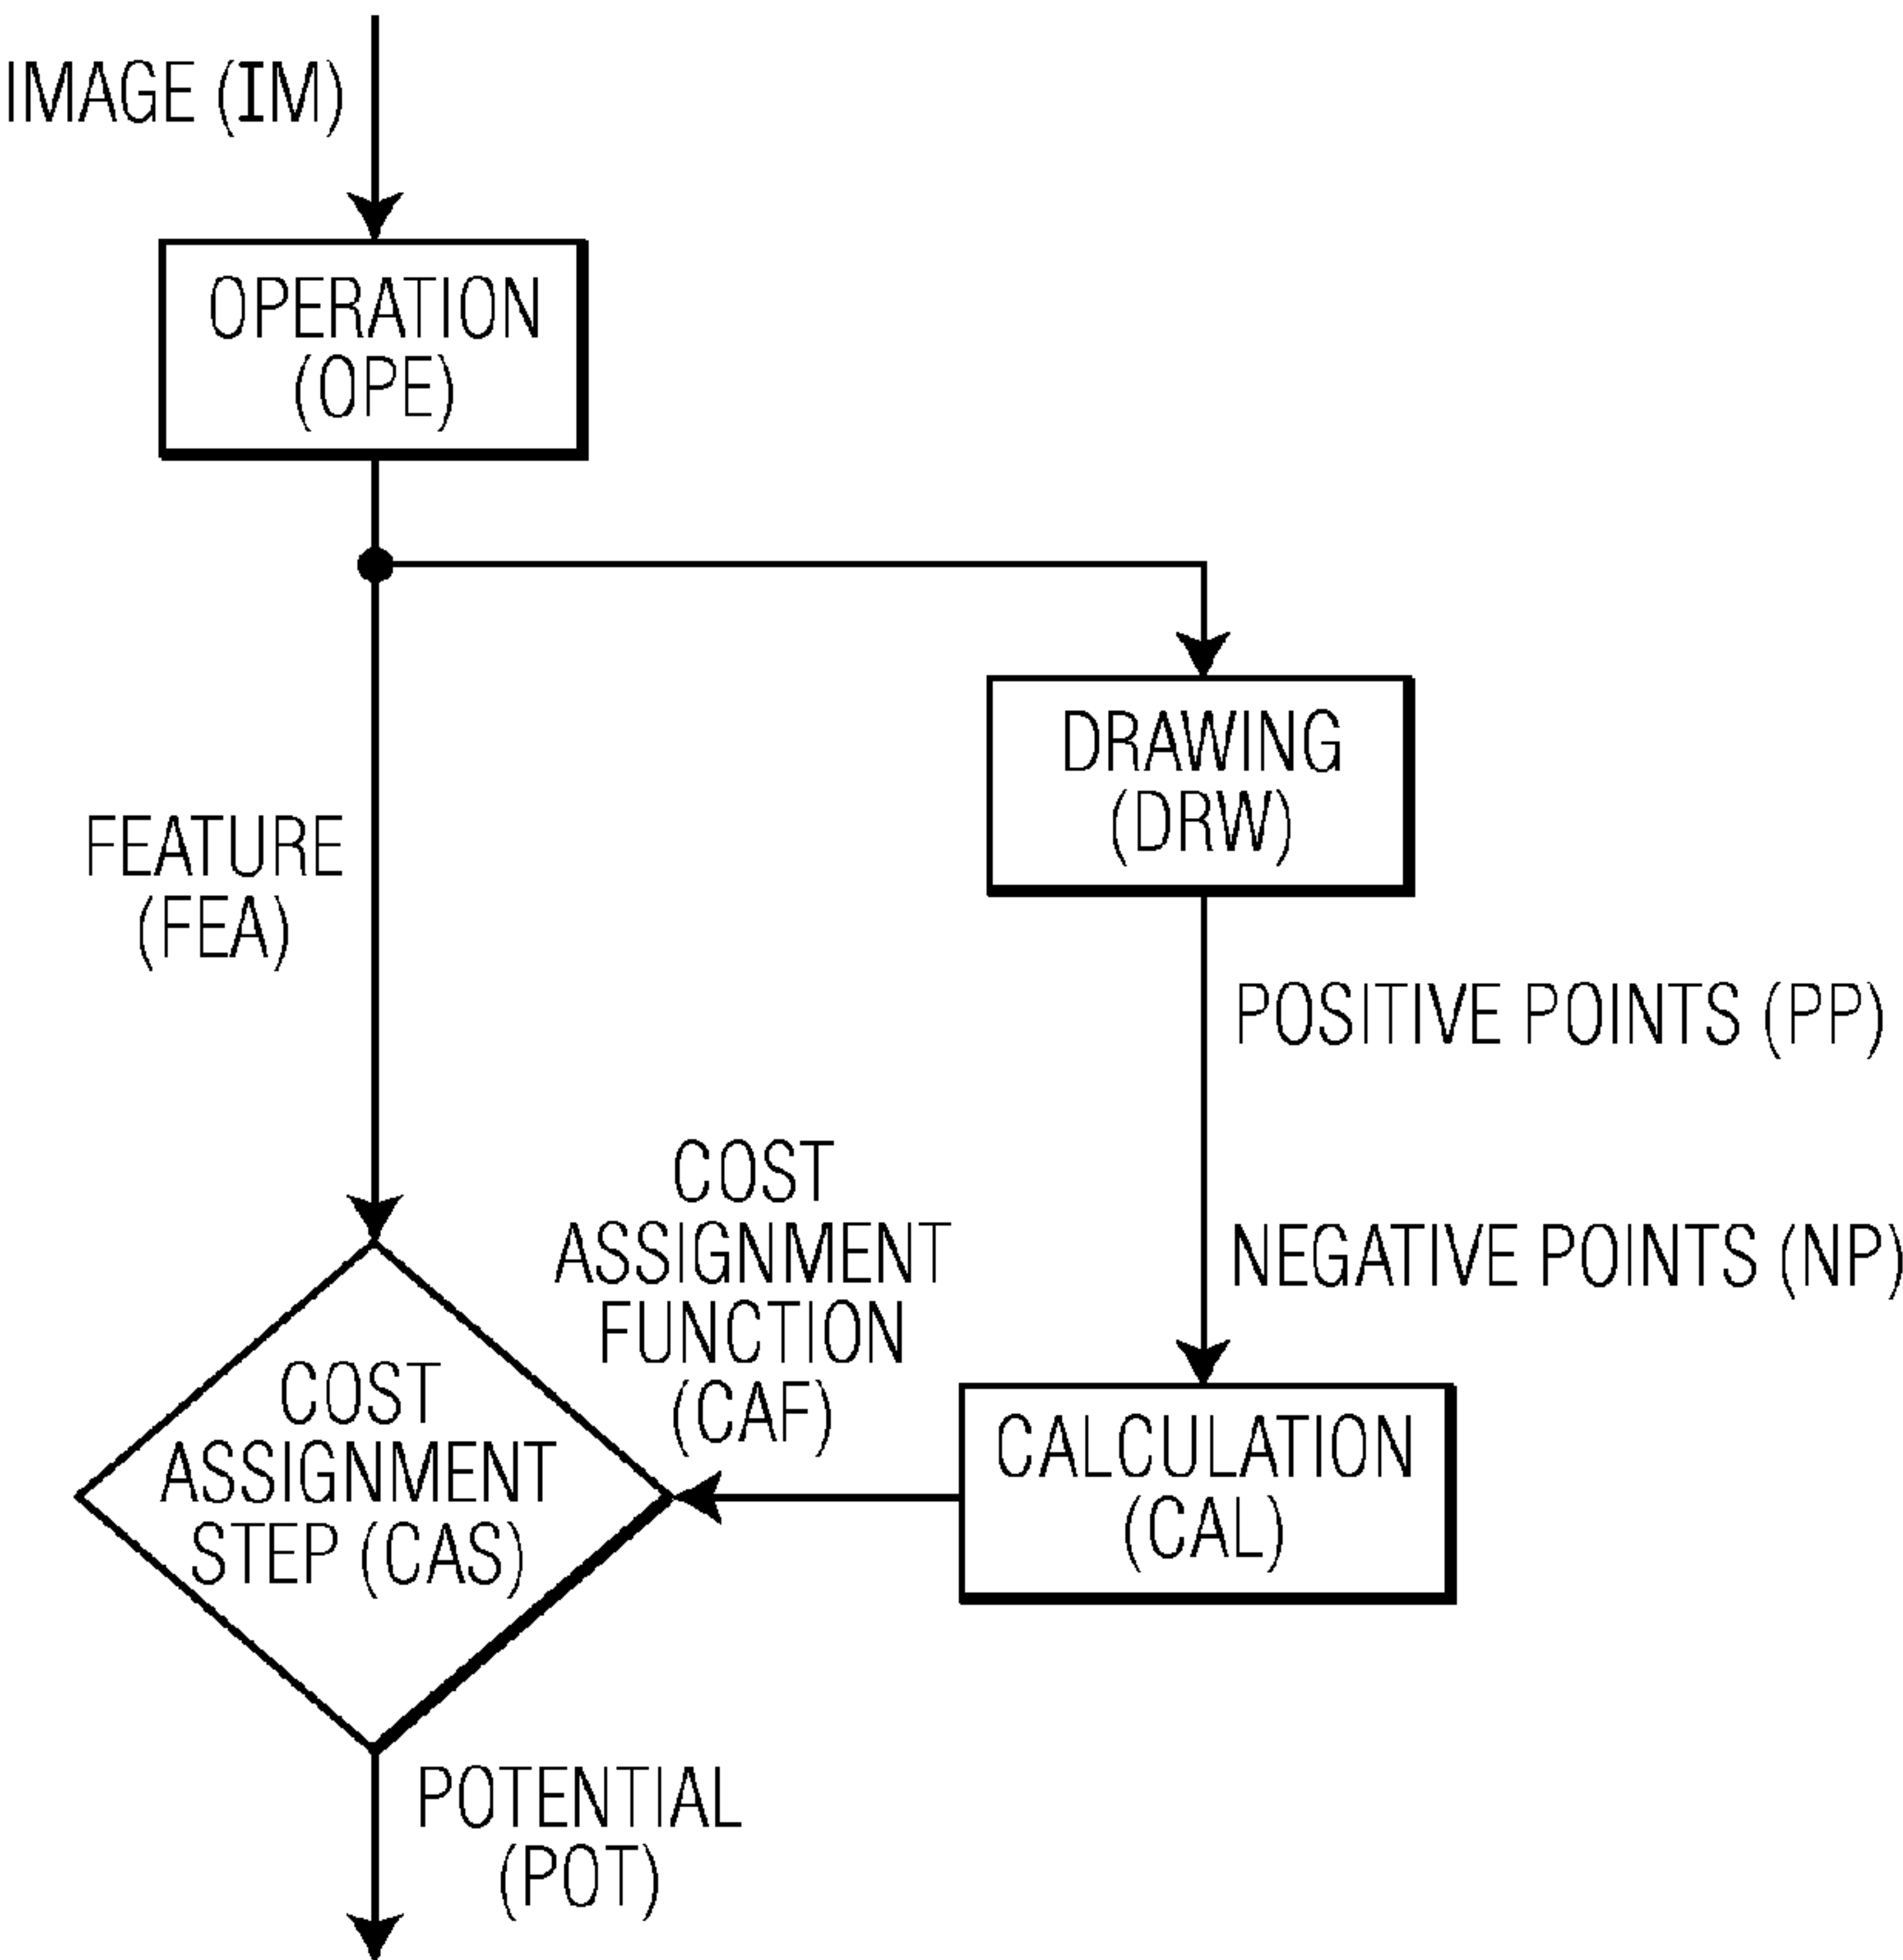 IMAGE (IM)
OPERATION
(OPE)
DRAWING
(DRW)
FEATURE
(FEA)
POSITIVE POINTS (PP)
NEGATIVE POINTS (NP)
COST
ASSIGNMENT
FUNCTION
(CAF)
COST
ASSIGNMENT
STEP (CAS)
CALCULATION
(CAL)
POTENTIAL
(POT)